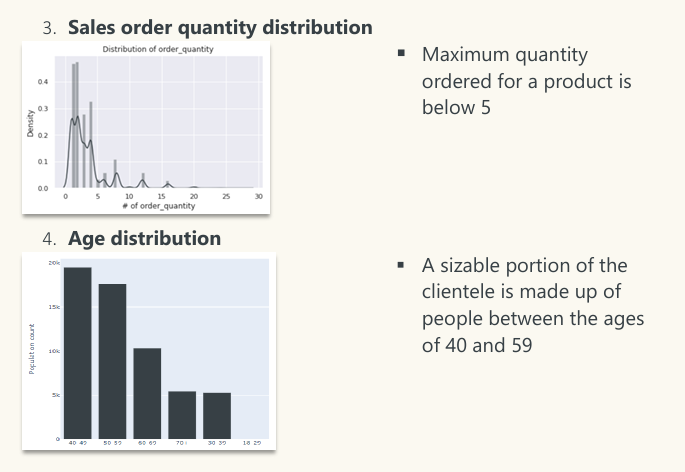 3. Sales order quantity distribution
Distribution of order_quantity
0.4
0.3
0.2
0.1
0.0
Density
0 5 10 15 20 25 30
# of order_quantity
▪ Maximum quantity
ordered for a product is
below 5
4. Age distribution
20k
15k
10k
5k
0
Population count
40 49 50 59 60 69 70+ 30 39 18 29
▪ A sizable portion of the
clientele is made up of
people between the ages
of 40 and 59